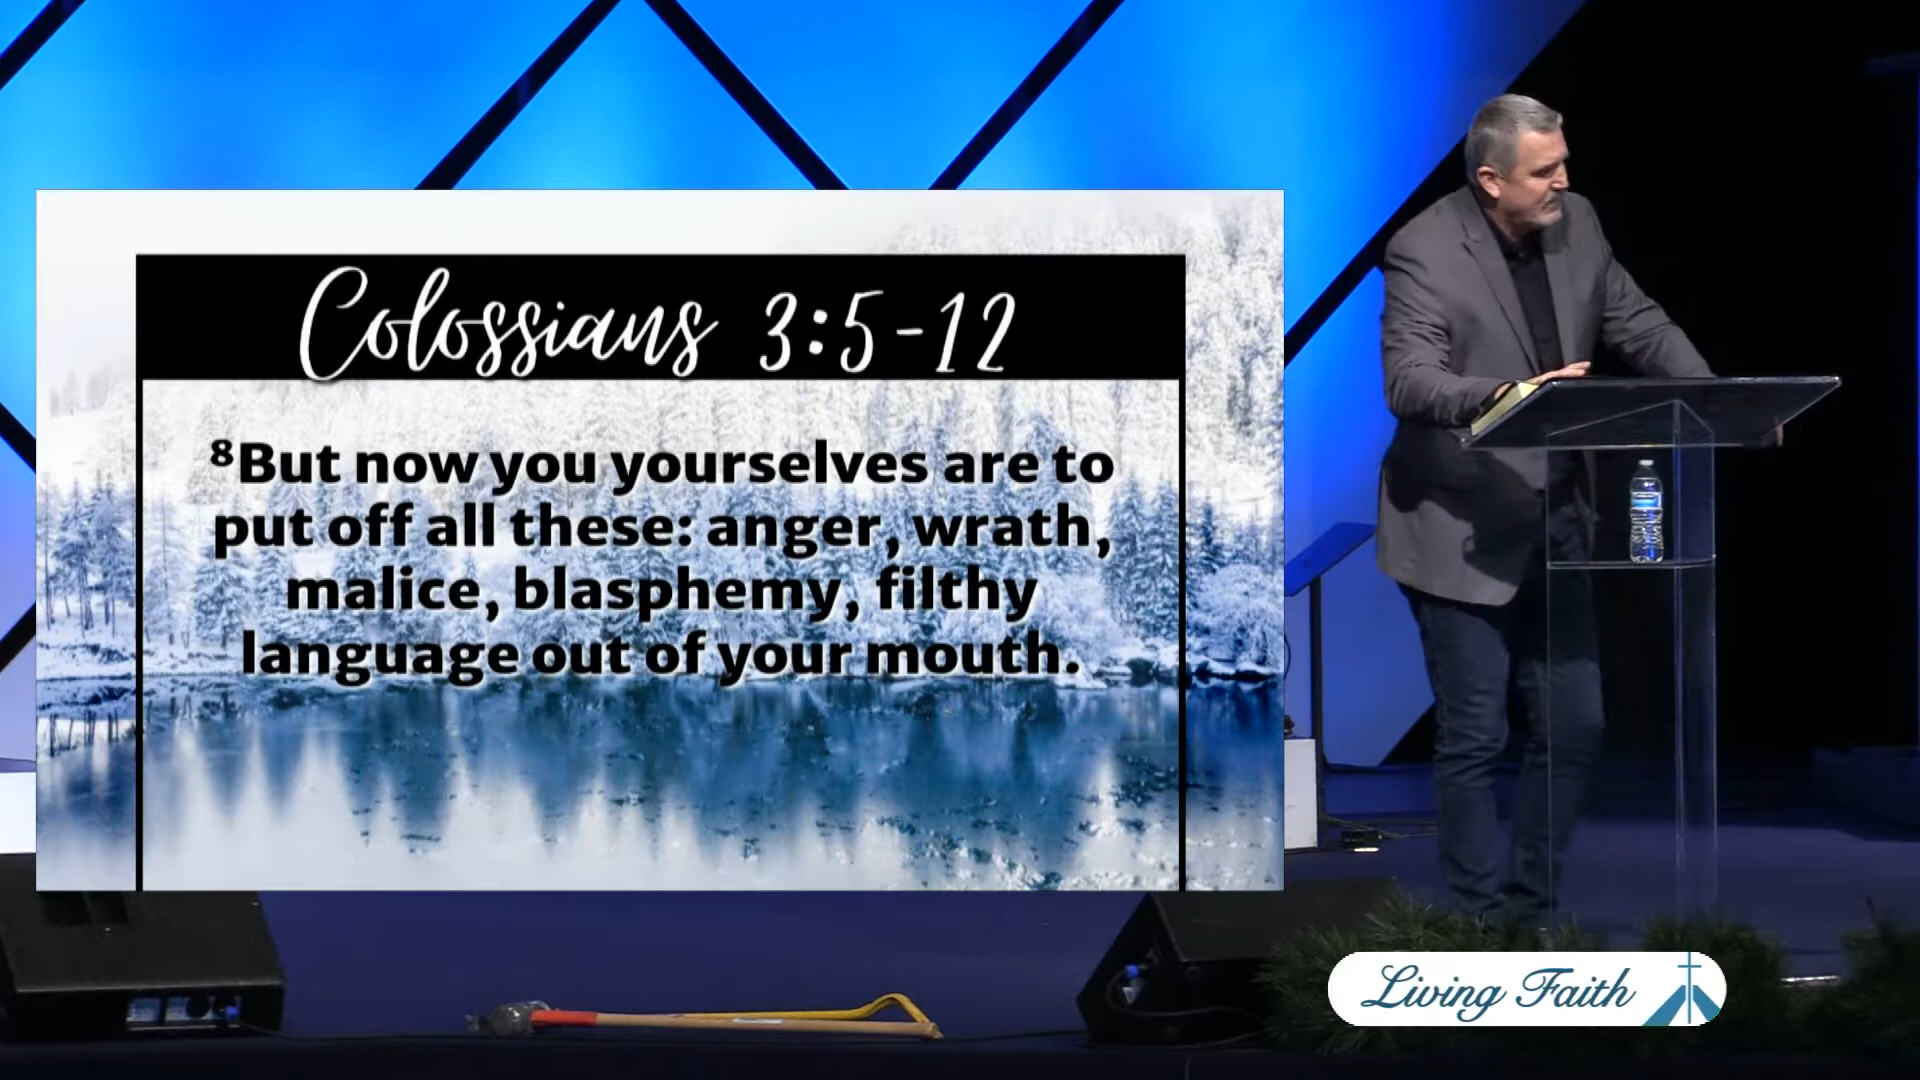 Colossians 3:5-12
⁸But now you yourselves are to
put off all these: anger, wrath,
malice, blasphemy, filthy
language out of your mouth.
Living Faith